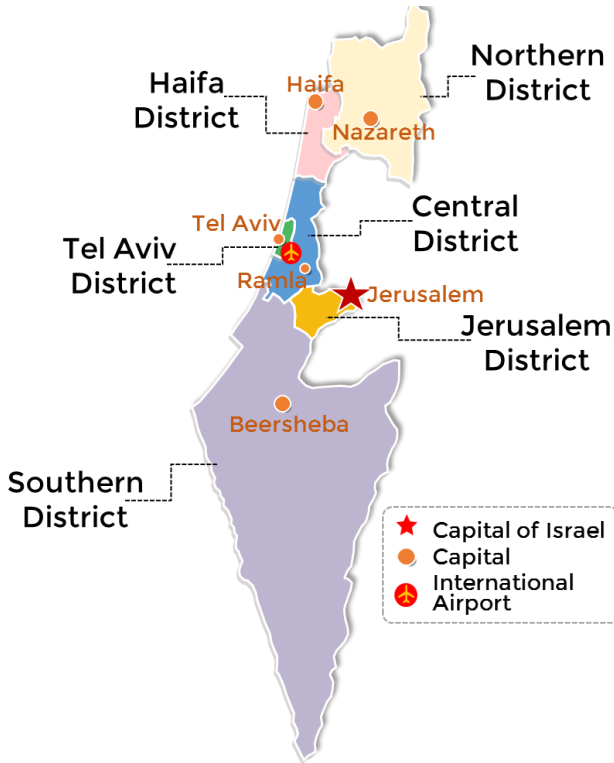 Haifa
District
Haifa
Northern
District
Nazareth
Tel Aviv
Central
District
Tel Aviv
District
Ramla
Jerusalem
Jerusalem
District
Beersheba
Southern
District
Capital of Israel
Capital
International
Airport